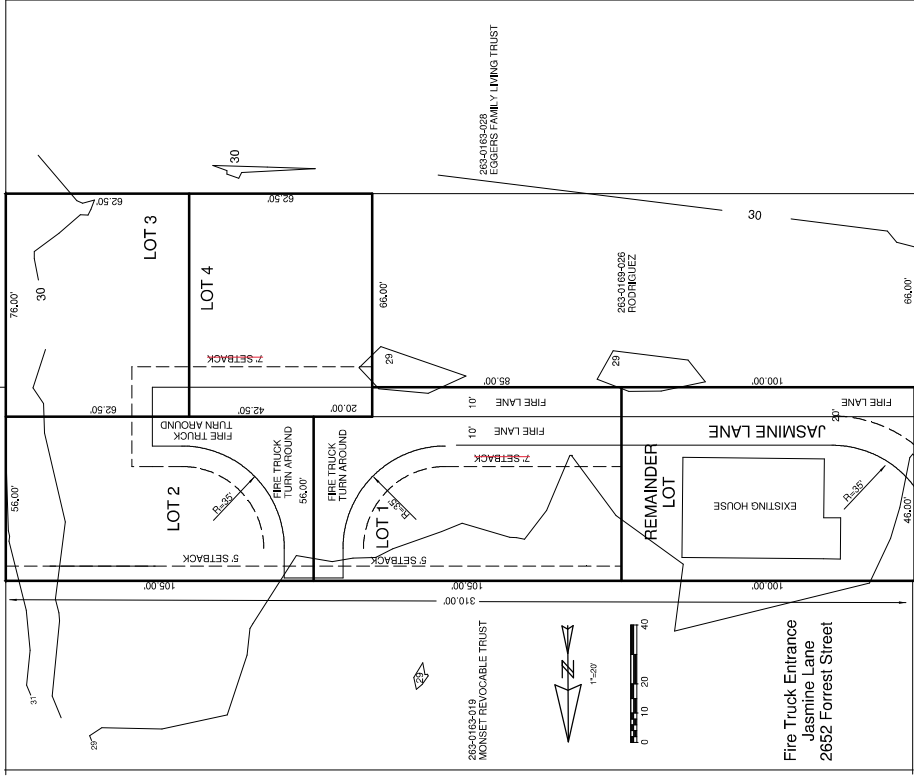 263-0163-028
EGGERS FAMILY LIVING TRUST
30
62.50'
62.50'
LOT 3
76.00'
30
LOT 4
66.00'
30
263-0169-026
RODRIGUEZ
66.00'
7' SETBACK
29
29
85.00'
100.00'
62.50'
42.50'
20.00'
10'
FIRE LANE
10'
FIRE LANE
FIRE LANE
20'
JASMINE LANE
FIRE TRUCK
TURN AROUND
56.00'
LOT 2
R=35'
FIRE TRUCK
TURN AROUND
56.00'
FIRE TRUCK
TURN AROUND
R=35'
LOT 1
7' SETBACK
REMAINDER
LOT
EXISTING HOUSE
R=35'
46.00'
5' SETBACK
5' SETBACK
105.00'
105.00'
100.00'
310.00'
31
29
29
263-0163-019
MONSET REVOCABLE TRUST
N
1"=20'
0 10 20 40
Fire Truck Entrance
Jasmine Lane
2652 Forrest Street